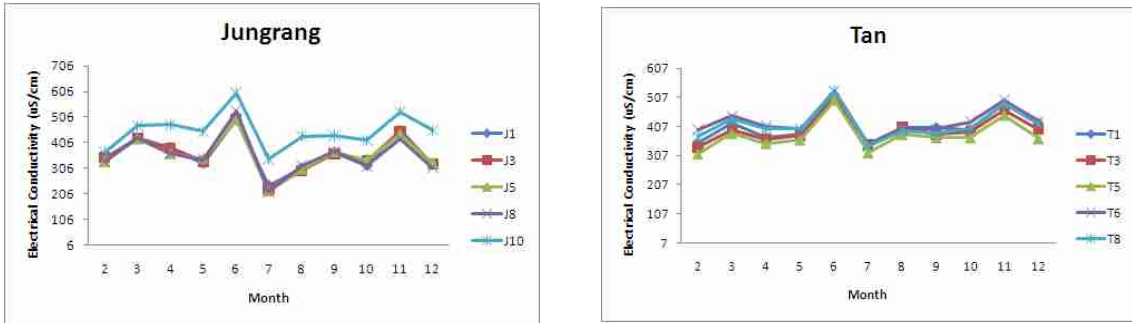 Jungrang
Electrical Conductivity (uS/cm)
706
606
506
406
306
206
106
6
2 3 4 5 6 7 8 9 10 11 12
Month
J1
J3
J5
J8
J10
Tan
Electrical Conductivity (uS/cm)
607
507
407
307
207
107
7
2 3 4 5 6 7 8 9 10 11 12
Month
T1
T3
T5
T6
T8